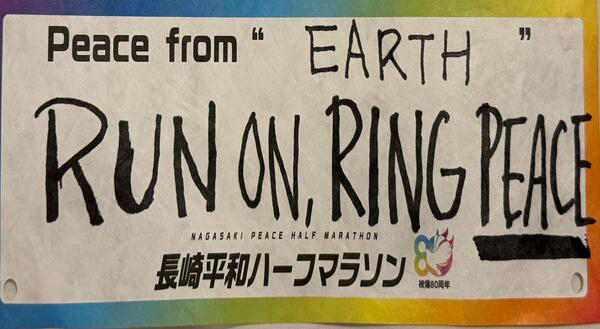 Peace from “ EARTH ”
RUN ON, RING PEACE
NAGASAKI PEACE HALF MARATHON
長崎平和ハーフマラソン
80
被爆80周年